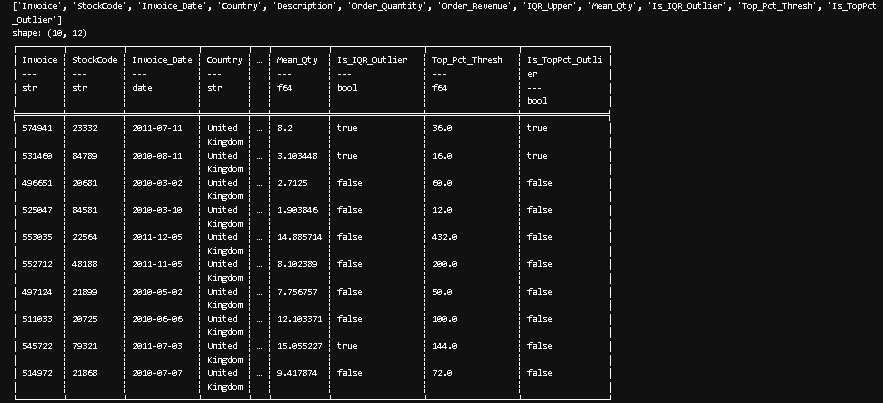 ['Invoice', 'StockCode', 'Invoice_Date', 'Country', 'Description', 'Order_Quantity', 'Order_Revenue', 'IQR_Upper', 'Mean_Qty', 'Is_IQR_Outlier', 'Top_Pct_Thresh', 'Is_TopPct
_Outlier']
shape: (10, 12)
Invoice StockCode Invoice_Date Country … Mean_Qty Is_IQR_Outlier Top_Pct_Thresh Is_TopPct_Outli
--- --- --- --- --- --- --- er
str str date str f64 bool f64 ---
bool
574941 23332 2011-07-11 United … 8.2 true 36.0 true
Kingdom
531460 84789 2010-08-11 United … 3.103448 true 16.0 true
Kingdom
496651 20681 2010-03-02 United … 2.7125 false 60.0 false
Kingdom
525047 84581 2010-03-10 United … 1.903846 false 12.0 false
Kingdom
553035 22564 2011-12-05 United … 14.885714 false 432.0 false
Kingdom
552712 48188 2011-11-05 United … 8.102389 false 200.0 false
Kingdom
497124 21899 2010-05-02 United … 7.756757 false 50.0 false
Kingdom
511033 20725 2010-06-06 United … 12.103371 false 100.0 false
Kingdom
545722 79321 2011-07-03 United … 15.055227 true 144.0 false
Kingdom
514972 21868 2010-07-07 United … 9.417874 false 72.0 false
Kingdom